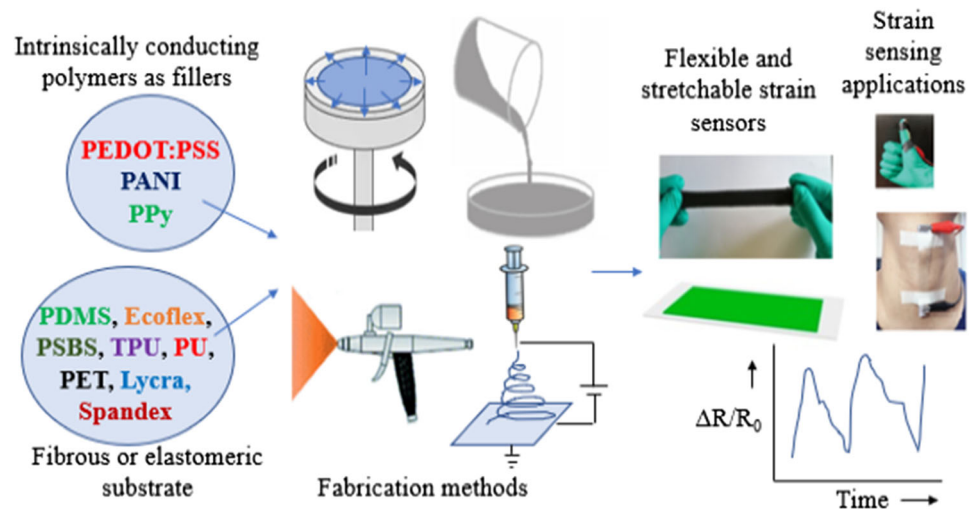 Intrinsically conducting
polymers as fillers
PEDOT:PSS
PANI
PPy
PDMS, Ecoflex,
PSBS, TPU, PU,
PET, Lycra,
Spandex
Fibrous or elastomeric
substrate
Fabrication methods
Flexible and
stretchable strain
sensors
Strain
sensing
applications
ΔR/R₀
Time